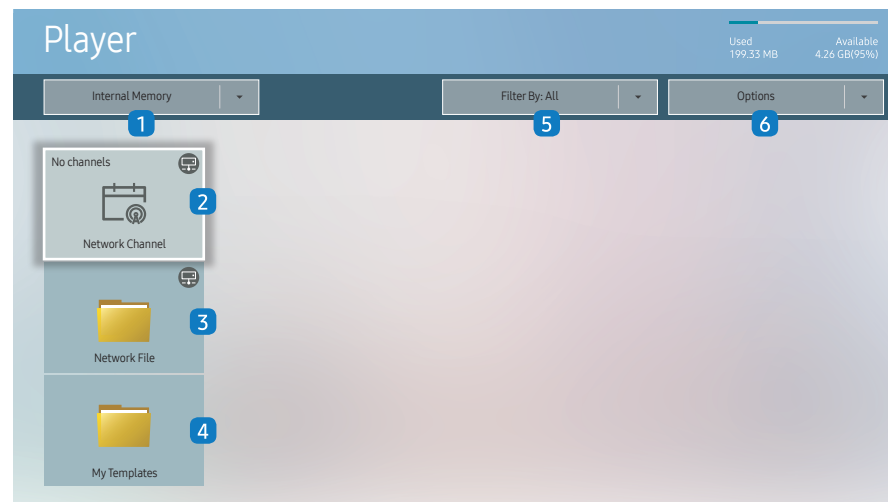 Player
Used Available
199.33 MB 4.26 GB(95%)
Internal Memory
Filter By: All
Options
1
5
6
No channels
2
Network Channel
3
Network File
4
My Templates